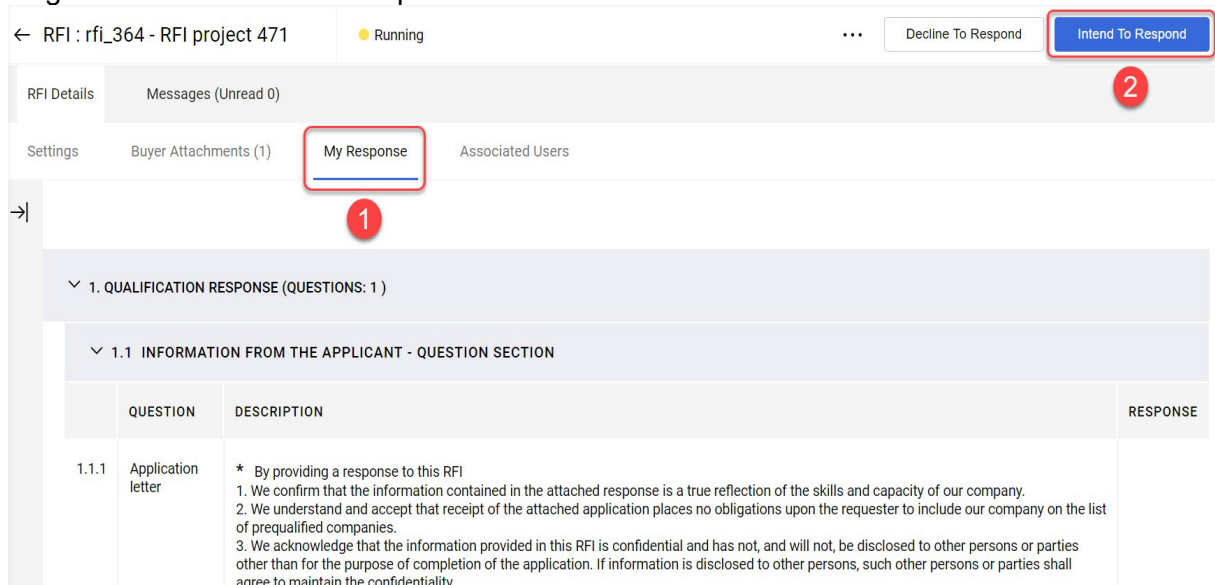 ← RFI : rfi_364 - RFI project 471 Running ... Decline To Respond Intend To Respond
2
RFI Details Messages (Unread 0)
Settings Buyer Attachments (1) My Response Associated Users
1
1. QUALIFICATION RESPONSE (QUESTIONS: 1 )
1.1 INFORMATION FROM THE APPLICANT - QUESTION SECTION
QUESTION DESCRIPTION RESPONSE
1.1.1 Application letter
* By providing a response to this RFI
1. We confirm that the information contained in the attached response is a true reflection of the skills and capacity of our company.
2. We understand and accept that receipt of the attached application places no obligations upon the requester to include our company on the list
of prequalified companies.
3. We acknowledge that the information provided in this RFI is confidential and has not, and will not, be disclosed to other persons or parties
other than for the purpose of completion of the application. If information is disclosed to other persons, such other persons or parties shall
agree to maintain the confidentiality